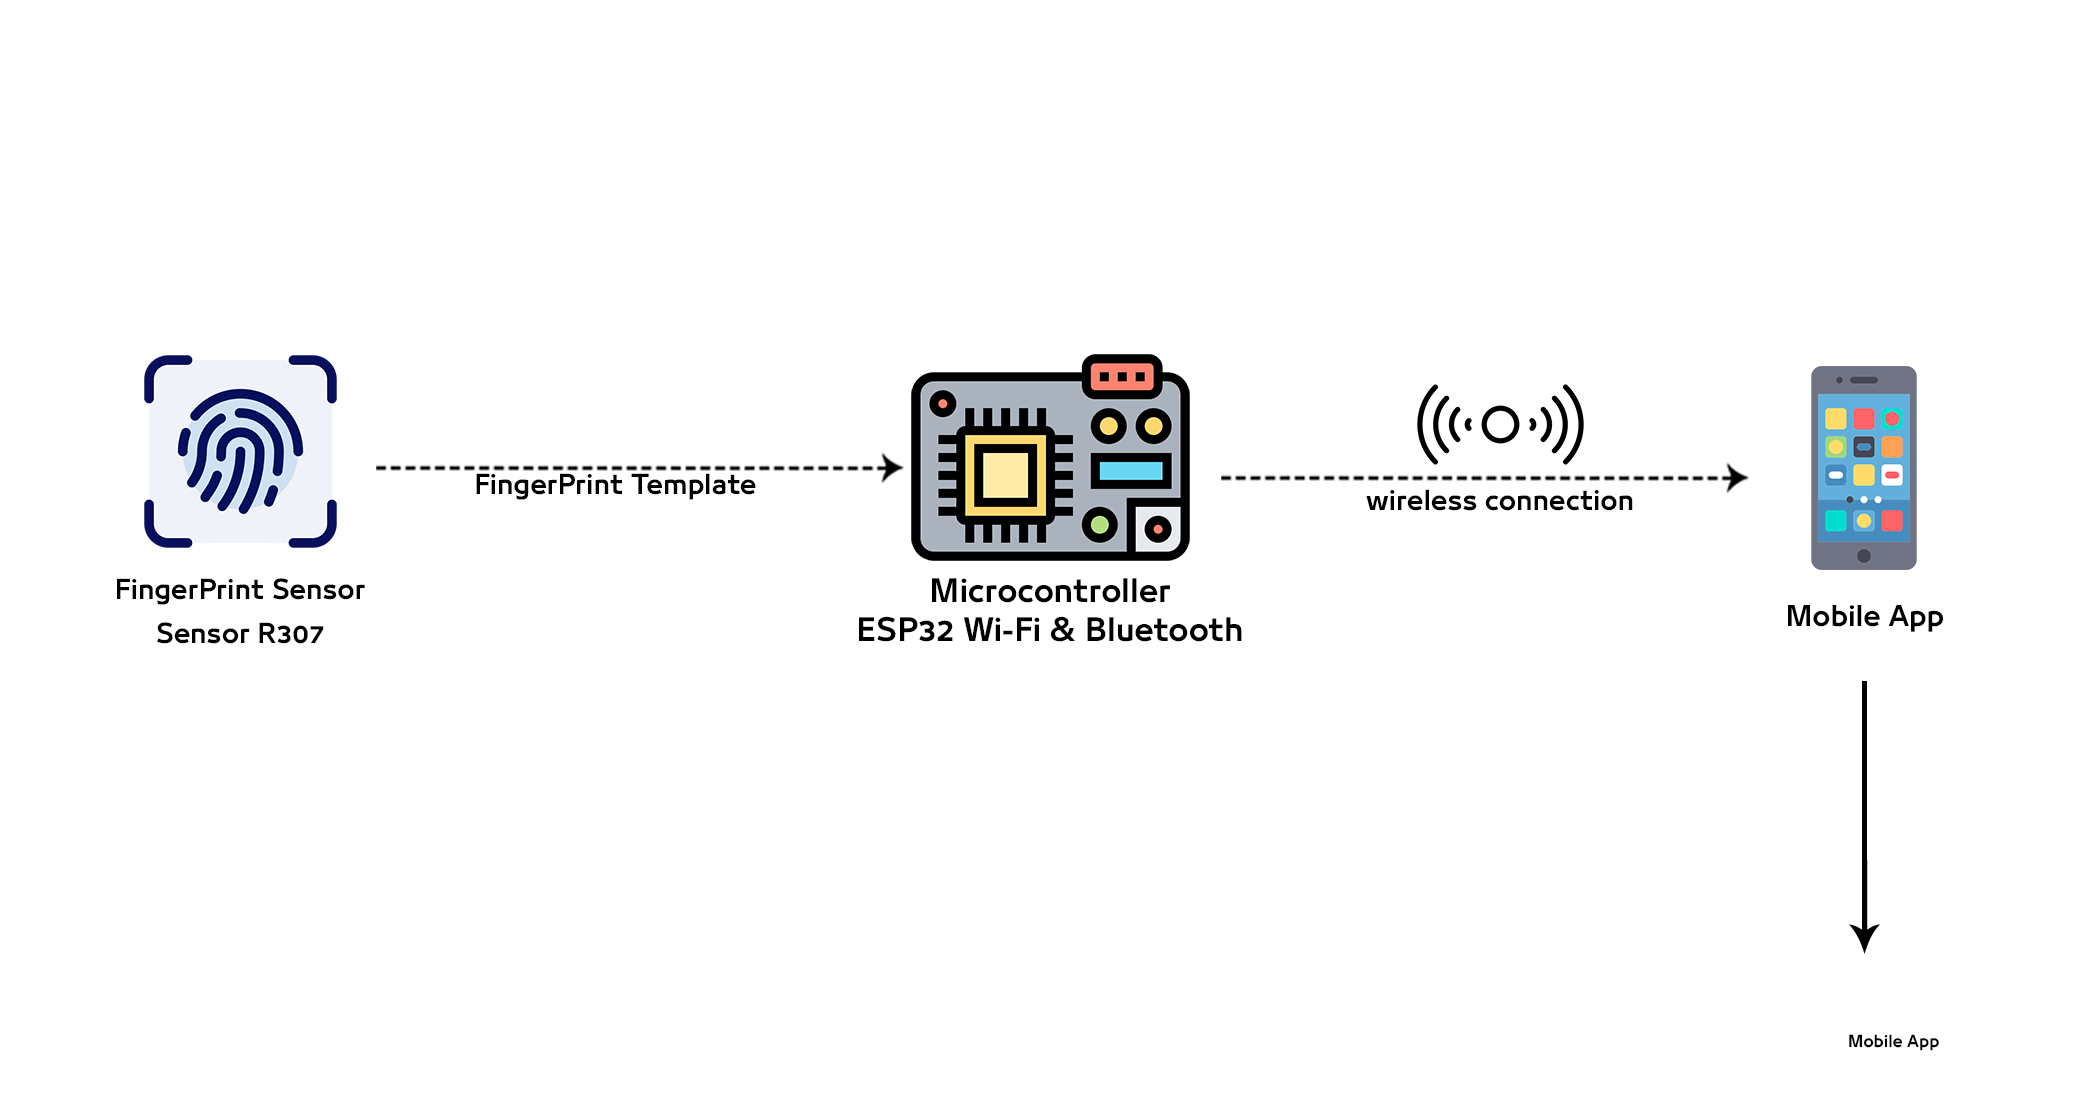 FingerPrint Sensor
Sensor R307
FingerPrint Template
Microcontroller
ESP32 Wi-Fi & Bluetooth
wireless connection
Mobile App
Mobile App